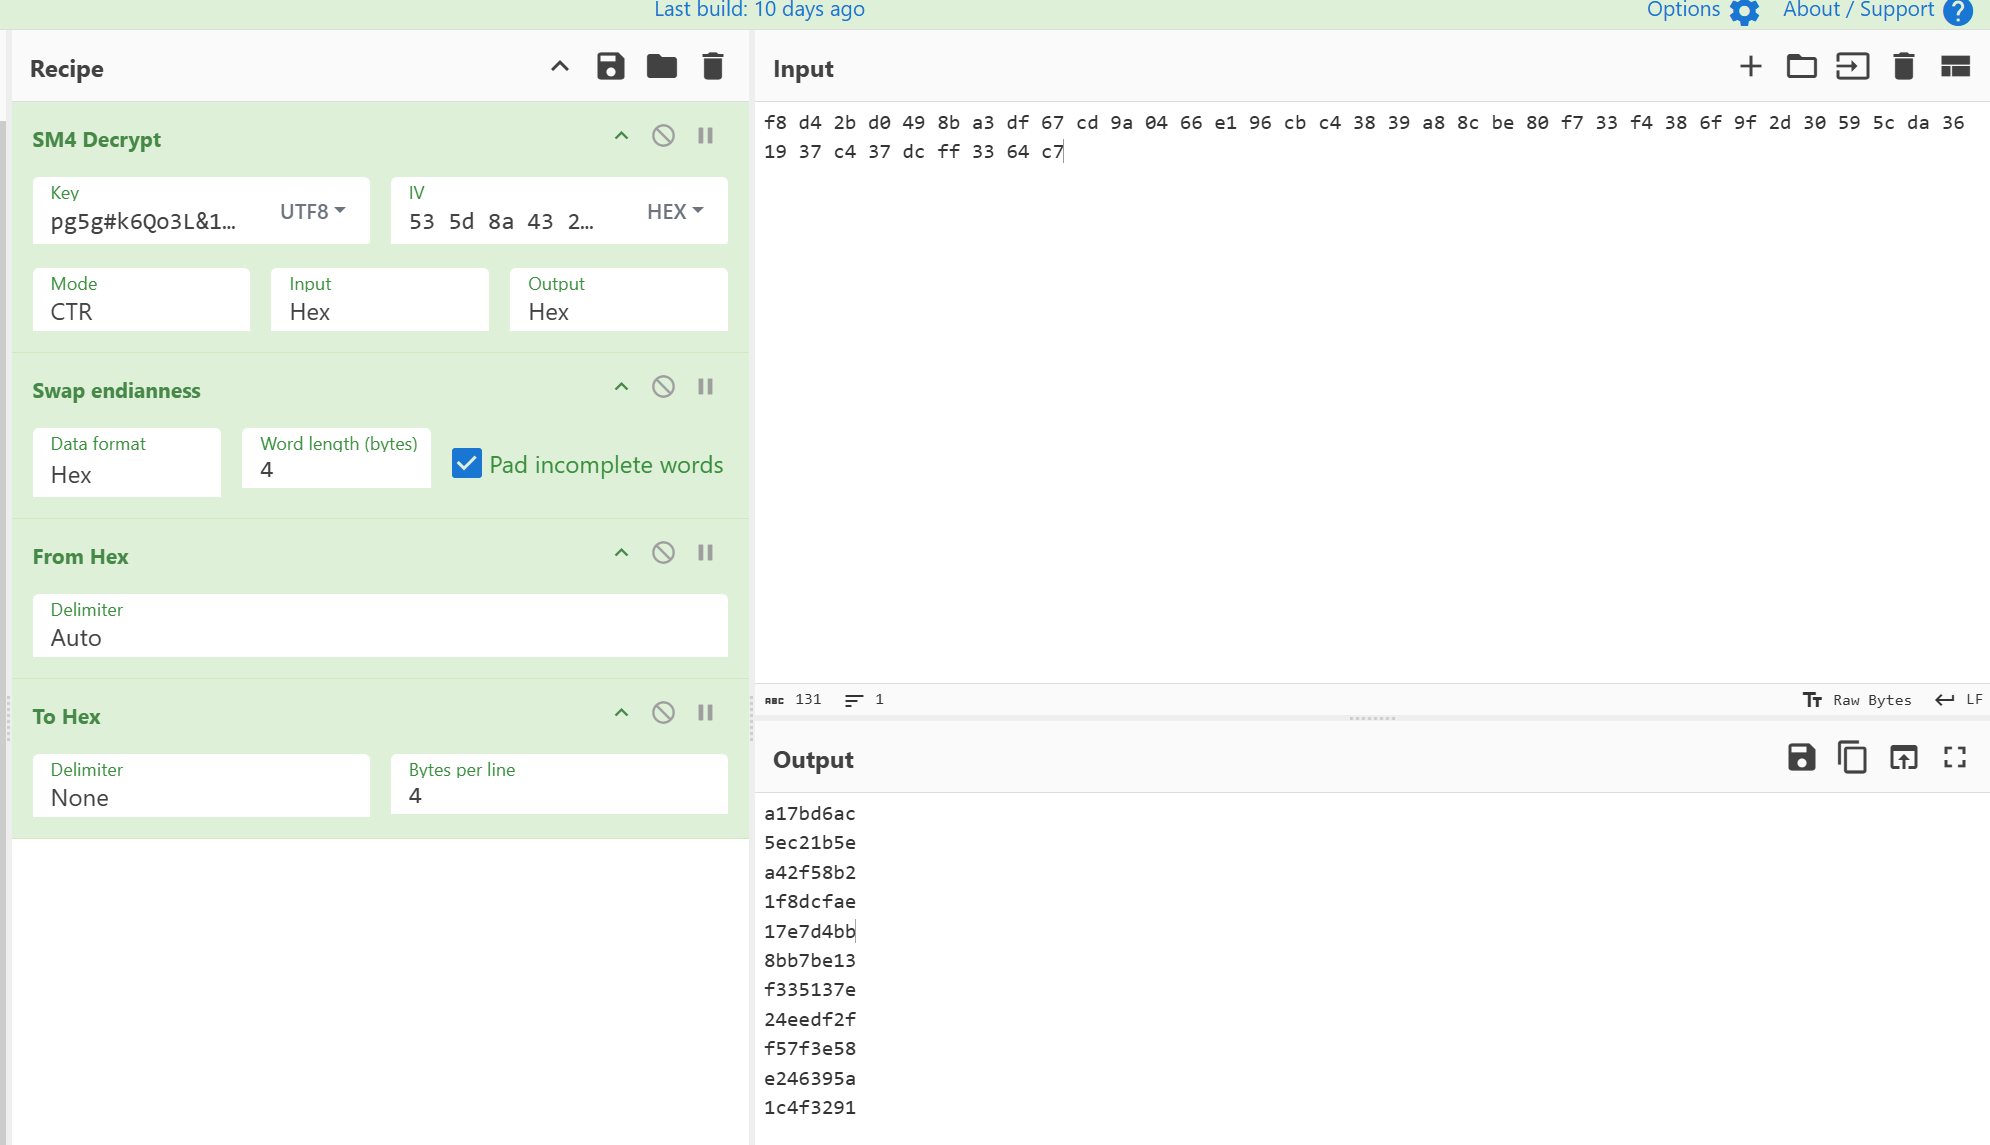 Last build: 10 days ago
Options
About / Support
?
Recipe
SM4 Decrypt
Key
pg5g#k6Qo3L&1…
UTF8
IV
53 5d 8a 43 2…
HEX
Mode
CTR
Input
Hex
Output
Hex
Swap endianness
Data format
Hex
Word length (bytes)
4
Pad incomplete words
From Hex
Delimiter
Auto
To Hex
Delimiter
None
Bytes per line
4
Input
f8 d4 2b d0 49 8b a3 df 67 cd 9a 04 66 e1 96 cb c4 38 39 a8 8c be 80 f7 33 f4 38 6f 9f 2d 30 59 5c da 36
19 37 c4 37 dc ff 33 64 c7
ABC 131 1
Tт Raw Bytes LF
Output
a17bd6ac
5ec21b5e
a42f58b2
1f8dcfae
17e7d4bb
8bb7be13
f335137e
24eedf2f
f57f3e58
e246395a
1c4f3291